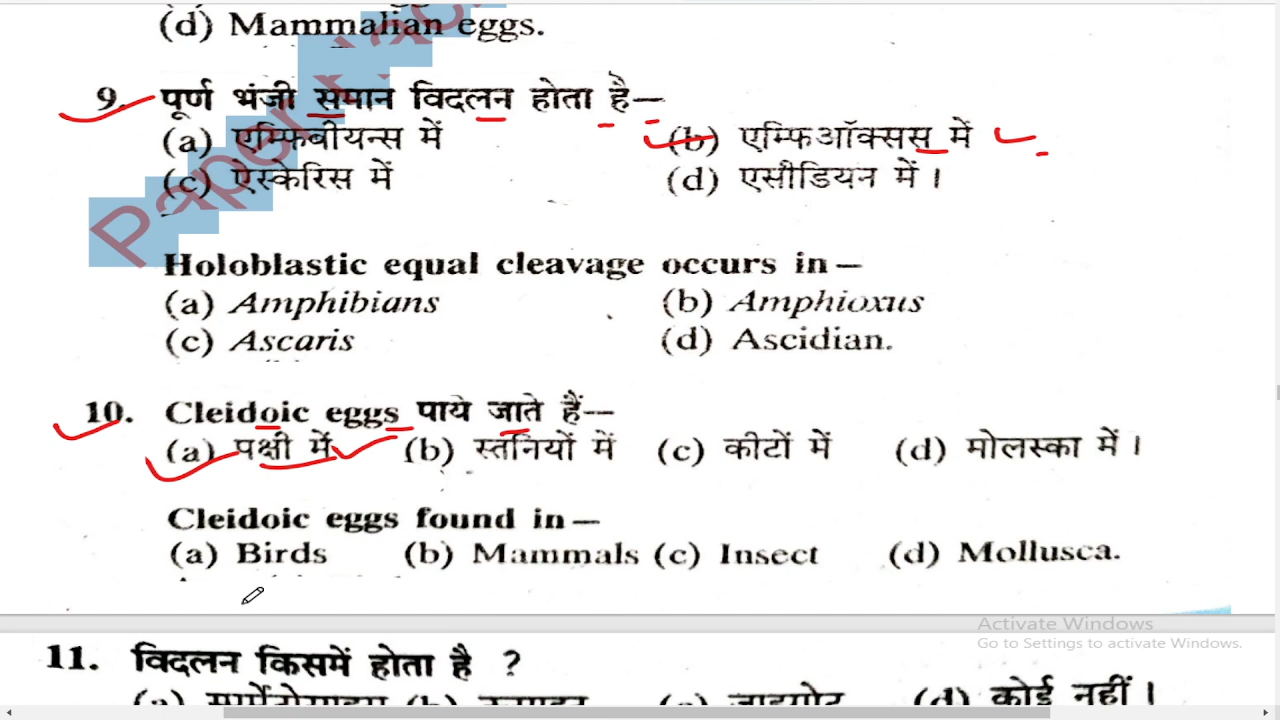 (d) Mammalian eggs.
9. पूर्ण भंजी समान विदलन होता है—
(a) एम्फिबीयन्स में (b) एम्फिऑक्सस में
(c) ऐस्केरिस में (d) एसीडियन में।
Holoblastic equal cleavage occurs in—
(a) Amphibians (b) Amphioxus
(c) Ascaris (d) Ascidian.
10. Cleidoic eggs पाये जाते हैं—
(a) पक्षी में (b) स्तनियों में (c) कीटों में (d) मोलस्का में।
Cleidoic eggs found in—
(a) Birds (b) Mammals (c) Insect (d) Mollusca.
Activate Windows
Go to Settings to activate Windows.
11. विदलन किसमें होता है ?
(a) (b) (c) जाइगोट (d) कोई नहीं।